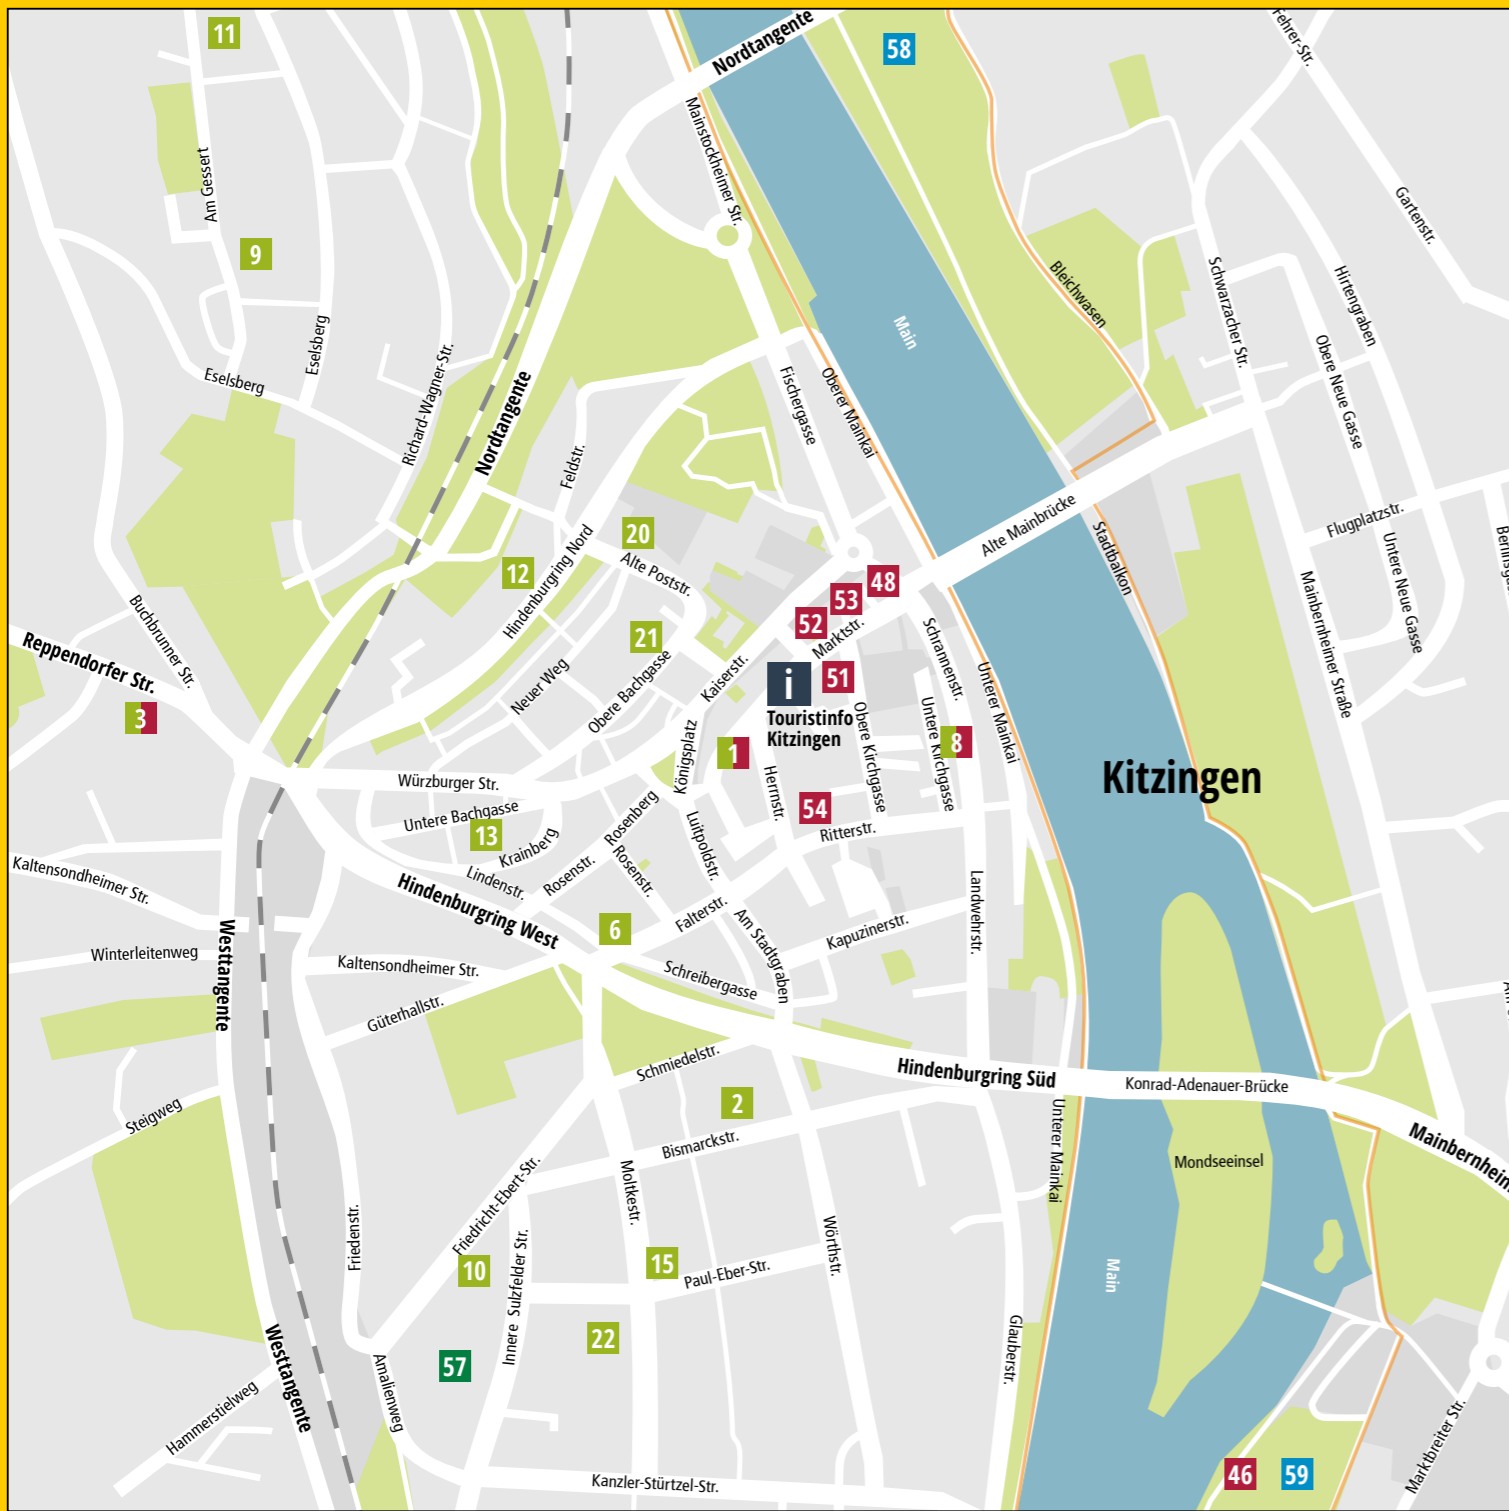 11
58
Nordtangente
Fehrer-Str.
Mainstockheimer Str.
Am Gessert
9
Gartenstr.
Bleichwasen
Schwarzacher Str.
Hirtengraben
Main
Eselsberg
Eselsberg
Richard-Wagner-Str.
Nordtangente
Fischergasse
Oberer Mainkai
Obere Neue Gasse
Feldstr.
Alte Mainbrücke
Flugplatzstr.
20
Alte Poststr.
12
Hindenburgring Nord
Stadtbalkon
Untere Neue Gasse
48
53
52
Marktstr.
Buchbrunner Str.
Reppendorfer Str.
3
21
Neuer Weg
Obere Bachgasse
Kaiserstr.
i
51
Touristinfo
Kitzingen
Schrannenstr.
Unterer Mainkai
Mainbernheimer Straße
Königsplatz
1
Obere Kirchgasse
Untere Kirchgasse
8
Kitzingen
Würzburger Str.
Untere Bachgasse
13
Krainberg
Lindenstr.
Rosenstr.
Rosenberg
Rosenstr.
Luitpoldstr.
Herrnstr.
54
Ritterstr.
Kaltensondheimer Str.
Hindenburgring West
6
Falterstr.
Am Stadtgraben
Kapuzinerstr.
Landwehrstr.
Westtangente
Winterleitenweg
Kaltensondheimer Str.
Güterhallstr.
Schreibergasse
Schmiedelstr.
Hindenburgring Süd
Konrad-Adenauer-Brücke
Steigweg
2
Bismarckstr.
Unterer Mainkai
Mainbernheim
Mondseeinsel
Friedrich-Ebert-Str.
Moltkestr.
Friedenstr.
10
Innere Sulzfelder Str.
15
Paul-Eber-Str.
Wörthstr.
Main
22
57
Glauberstr.
Westtangente
Amalienweg
Hammerstielweg
Kanzler-Stürtzel-Str.
46
59
Marktbreiter Str.